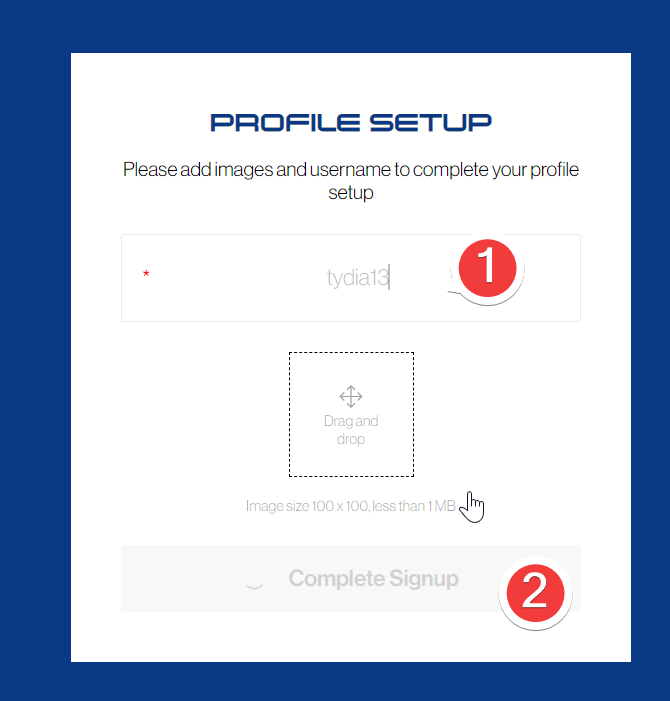 PROFILE SETUP
Please add images and username to complete your profile
setup
* tydia13
1
Drag and
drop
Image size 100 x 100, less than 1 MB
Complete Signup
2